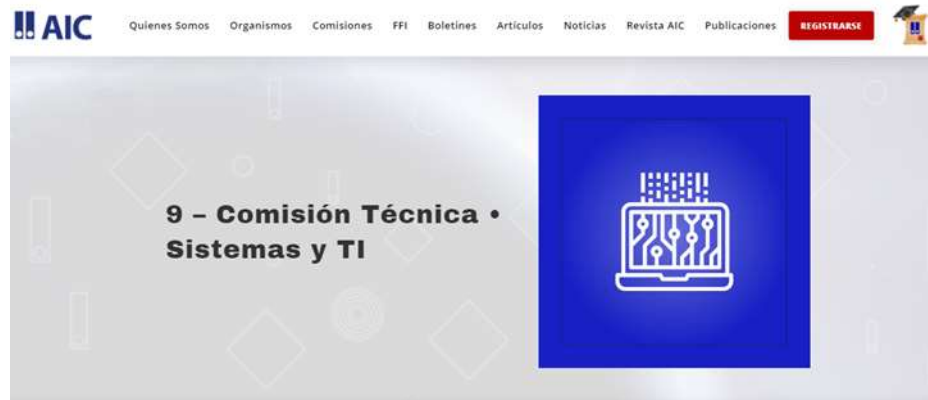 AIC
Quienes Somos Organismos Comisiones FFI Boletines Artículos Noticias Revista AIC Publicaciones REGISTRARSE
9 – Comisión Técnica •
Sistemas y TI